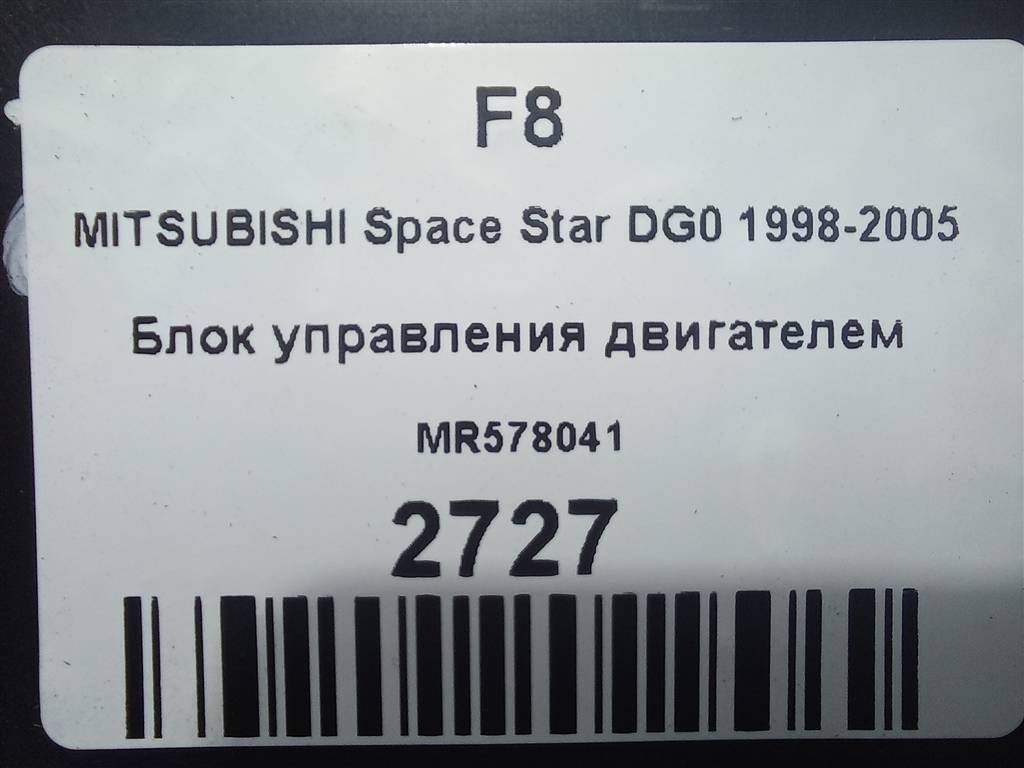 F8
MITSUBISHI Space Star DG0 1998-2005
Блок управления двигателем
MR578041
2727